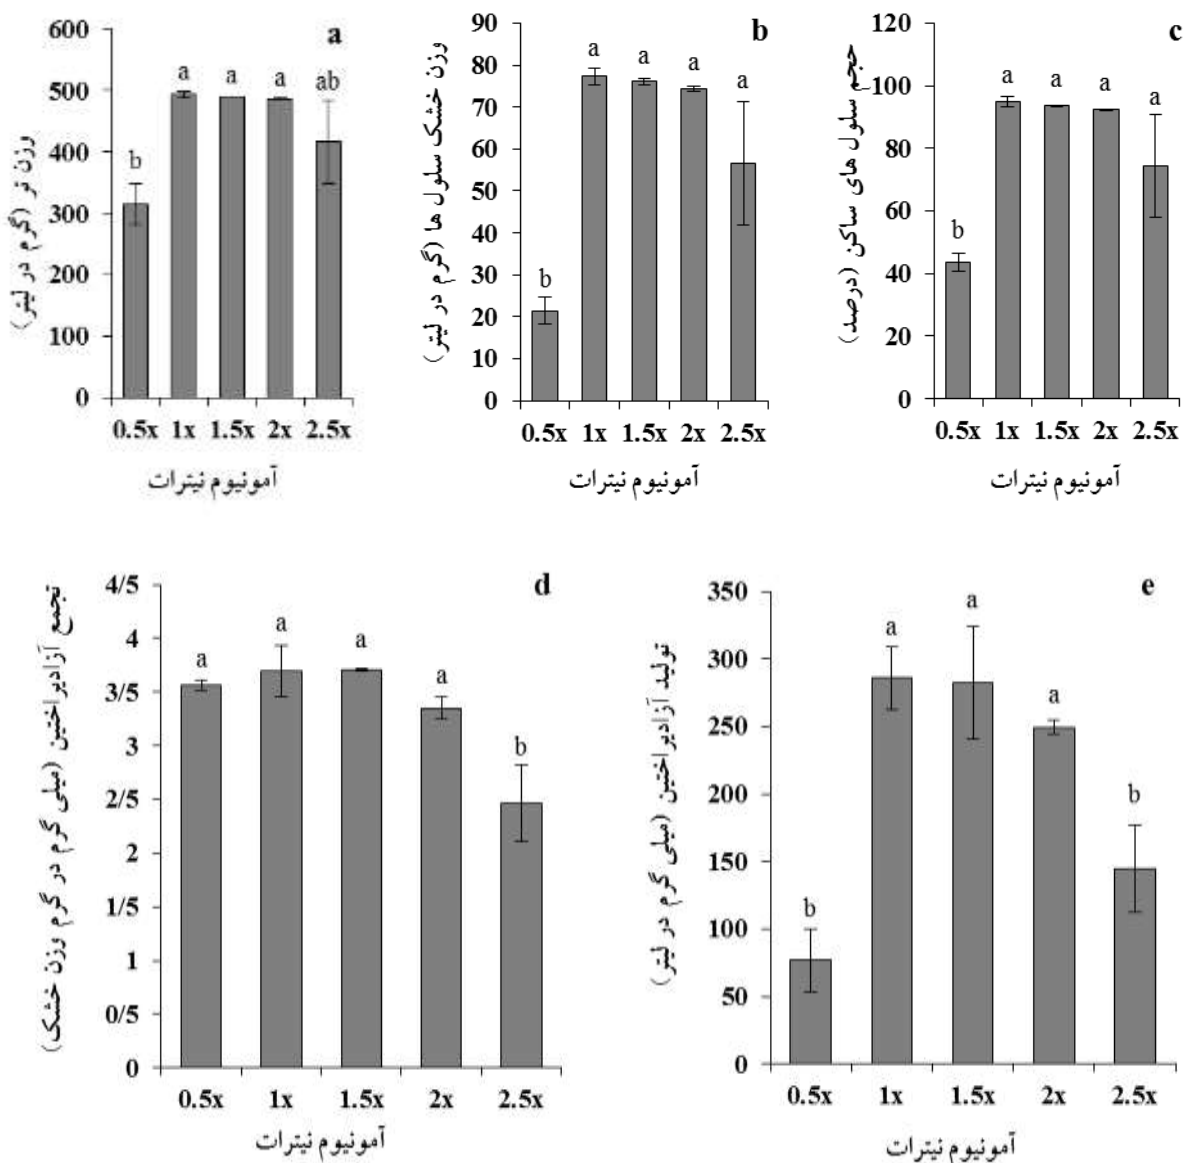 a
وزن تر (گرم در لیتر)
600
500
400
300
200
100
0
b
a
a
a
ab
0.5x 1x 1.5x 2x 2.5x
آمونیوم نیترات
b
وزن خشک سلول ها (گرم در لیتر)
90
80
70
60
50
40
30
20
10
0
b
a
a
a
a
0.5x 1x 1.5x 2x 2.5x
آمونیوم نیترات
c
حجم سلول های ساکن (درصد)
120
100
80
60
40
20
0
b
a
a
a
a
0.5x 1x 1.5x 2x 2.5x
آمونیوم نیترات
d
تجمع آزادیراختین (میلی گرم در گرم وزن خشک)
4/5
4
3/5
3
2/5
2
1/5
1
0/5
0
a
a
a
a
b
0.5x 1x 1.5x 2x 2.5x
آمونیوم نیترات
e
تولید آزادیراختین (میلی گرم در لیتر)
350
300
250
200
150
100
50
0
b
a
a
a
b
0.5x 1x 1.5x 2x 2.5x
آمونیوم نیترات